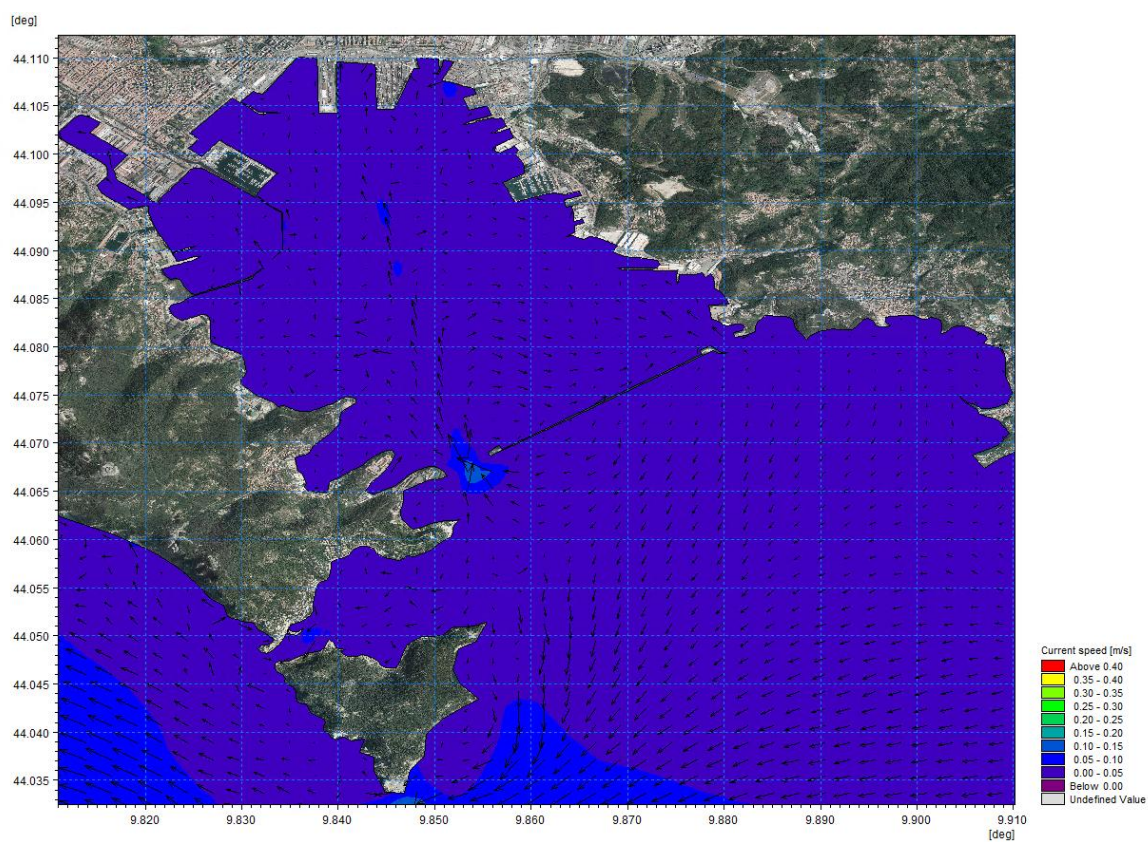 [deg]
44.110
44.105
44.100
44.095
44.090
44.085
44.080
44.075
44.070
44.065
44.060
44.055
44.050
44.045
44.040
44.035
9.820 9.830 9.840 9.850 9.860 9.870 9.880 9.890 9.900 9.910
[deg]
Current speed [m/s]
Above 0.40
0.35 - 0.40
0.30 - 0.35
0.25 - 0.30
0.20 - 0.25
0.15 - 0.20
0.10 - 0.15
0.05 - 0.10
0.00 - 0.05
Below 0.00
Undefined Value